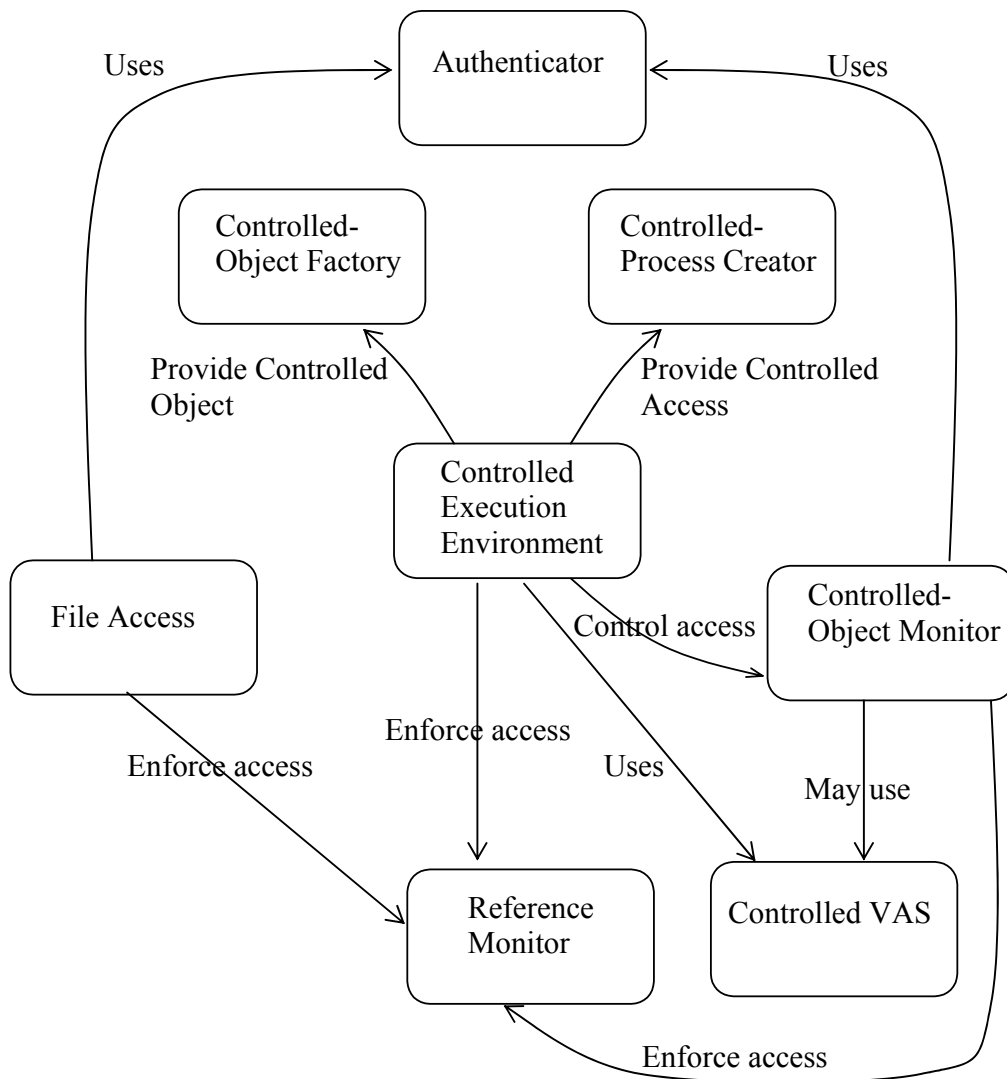 Authenticator
Uses
Uses
Controlled-
Object Factory
Controlled-
Process Creator
Provide Controlled
Object
Provide Controlled
Access
Controlled
Execution
Environment
File Access
Controlled-
Object Monitor
Control access
Enforce access
Enforce access
Uses
May use
Reference
Monitor
Controlled VAS
Enforce access